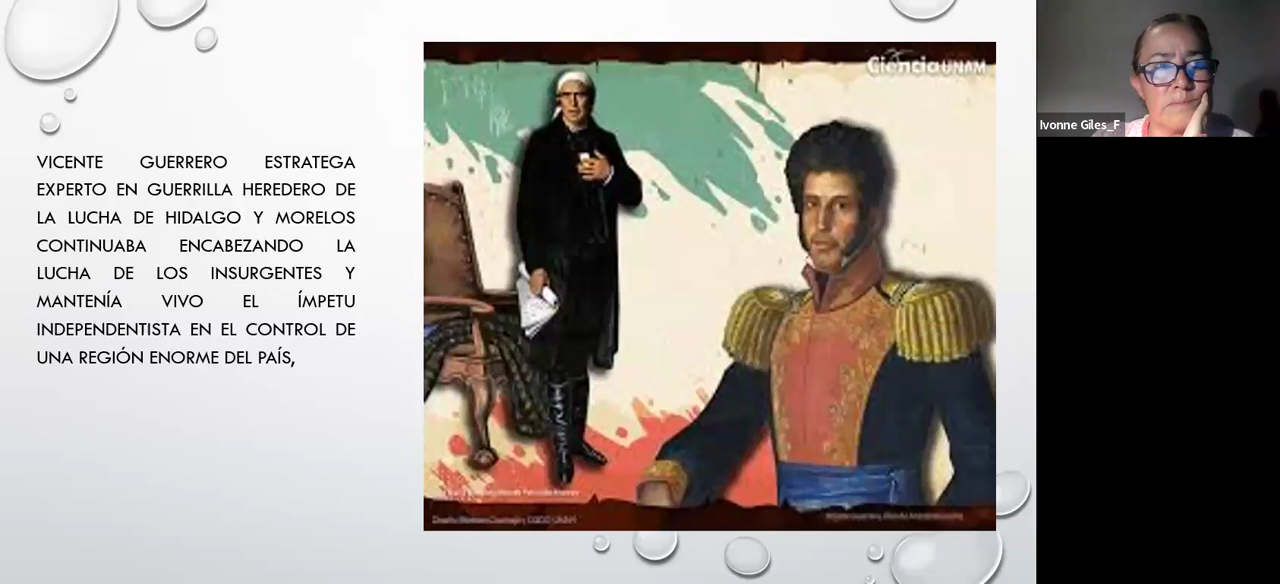 VICENTE GUERRERO ESTRATEGA
EXPERTO EN GUERRILLA HEREDERO DE
LA LUCHA DE HIDALGO Y MORELOS
CONTINUABA ENCABEZANDO LA
LUCHA DE LOS INSURGENTES Y
MANTENÍA VIVO EL ÍMPETU
INDEPENDENTISTA EN EL CONTROL DE
UNA REGIÓN ENORME DEL PAÍS,
CienciaUNAM
Ivonne Giles_F